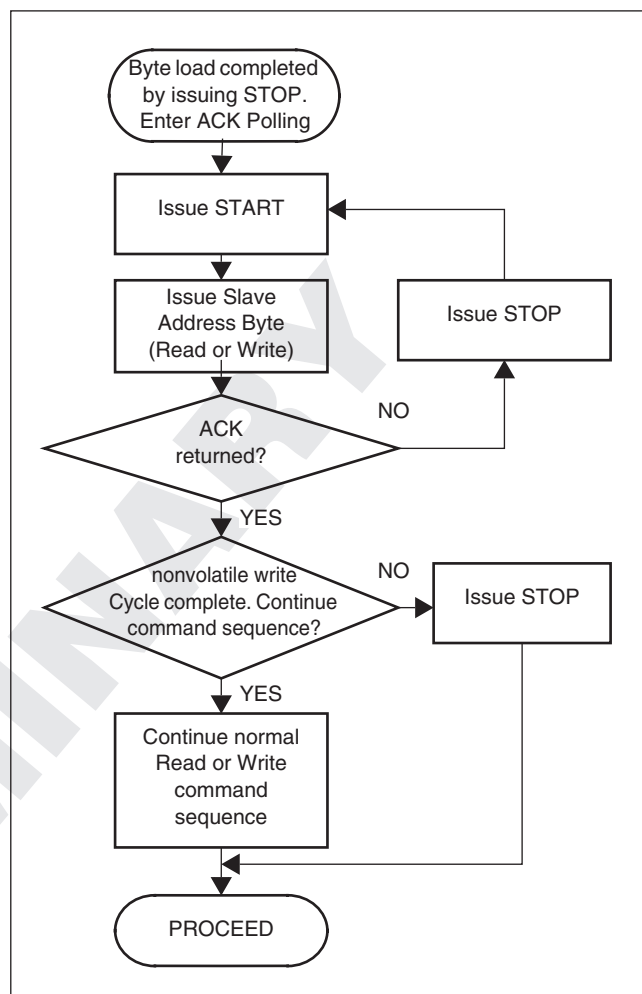 Byte load completed
by issuing STOP.
Enter ACK Polling
Issue START
Issue Slave
Address Byte
(Read or Write)
Issue STOP
NO
ACK
returned?
YES
nonvolatile write
Cycle complete. Continue
command sequence?
NO
Issue STOP
YES
Continue normal
Read or Write
command
sequence
PROCEED
MINARY